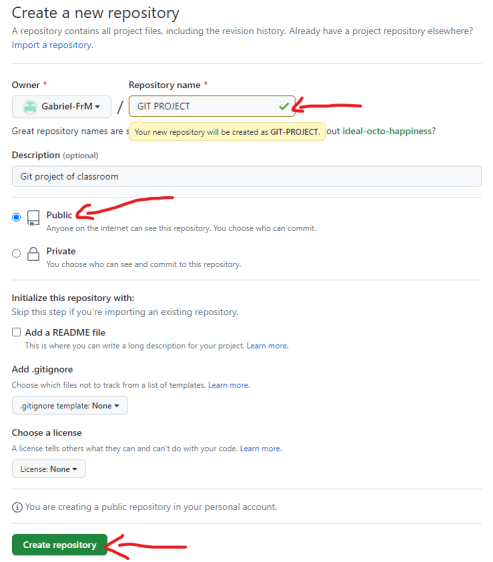 Create a new repository
A repository contains all project files, including the revision history. Already have a project repository elsewhere?
Import a repository.
Owner * Repository name *
Gabriel-FrM / GIT PROJECT
Great repository names are s Your new repository will be created as GIT-PROJECT. out ideal-octo-happiness?
Description (optional)
Git project of classroom
Public
Anyone on the internet can see this repository. You choose who can commit.
Private
You choose who can see and commit to this repository.
Initialize this repository with:
Skip this step if you're importing an existing repository.
Add a README file
This is where you can write a long description for your project. Learn more.
Add .gitignore
Choose which files not to track from a list of templates. Learn more.
.gitignore template: None
Choose a license
A license tells others what they can and can't do with your code. Learn more.
License: None
You are creating a public repository in your personal account.
Create repository